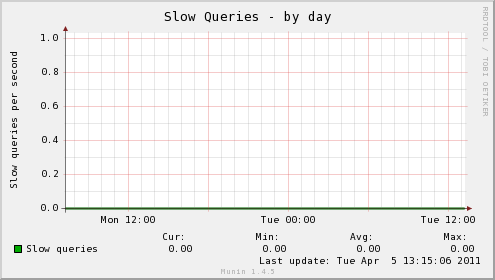 Slow Queries - by day
RRDTOOL / TOBI OETIKER
Slow queries per second
1.0
0.8
0.6
0.4
0.2
0.0
Mon 12:00 Tue 00:00 Tue 12:00
Cur: Min: Avg: Max:
Slow queries 0.00 0.00 0.00 0.00
Last update: Tue Apr 5 13:15:06 2011
Munin 1.4.5